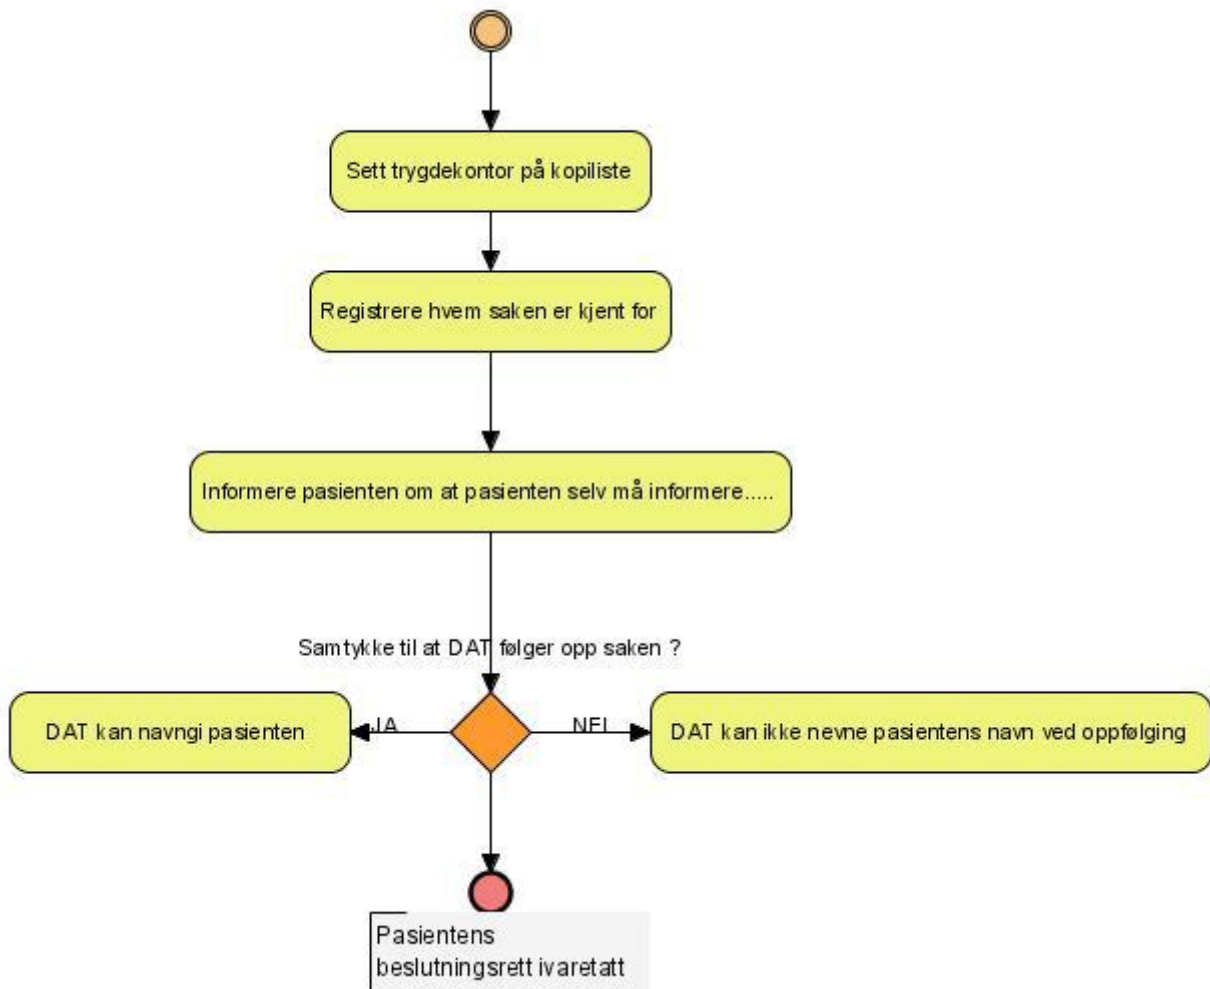 Sett trygdekontor på kopiliste
Registrere hvem saken er kjent for
Informere pasienten om at pasienten selv må informere.....
Samtykke til at DAT følger opp saken ?
DAT kan navngi pasienten
JA
NEI
DAT kan ikke nevne pasientens navn ved oppfølging
Pasientens
beslutningsrett ivaretatt